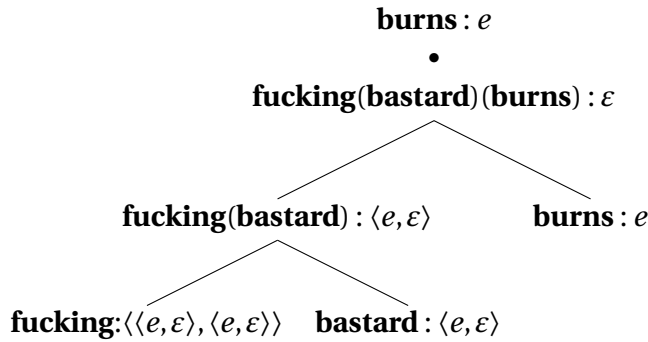 burns : e
•
fucking(bastard)(burns) : ε
fucking(bastard) : ⟨e, ε⟩ burns : e
fucking:⟨⟨e, ε⟩, ⟨e, ε⟩⟩ bastard : ⟨e, ε⟩